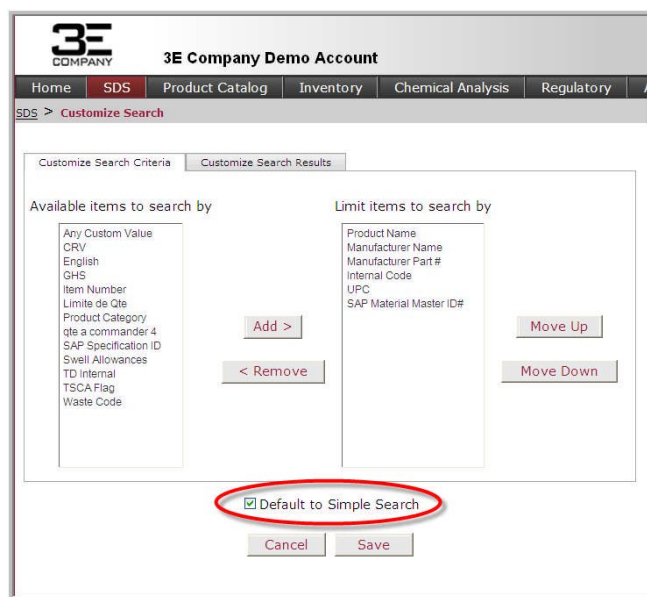 3E
COMPANY
3E Company Demo Account
Home SDS Product Catalog Inventory Chemical Analysis Regulatory A
SDS > Customize Search
Customize Search Criteria Customize Search Results
Available items to search by
Any Custom Value
CRV
English
GHS
Item Number
Limite de Qte
Product Category
qte a commander 4
SAP Specification ID
Swell Allowances
TD Internal
TSCA Flag
Waste Code
Add >
< Remove
Limit items to search by
Product Name
Manufacturer Name
Manufacturer Part #
Internal Code
UPC
SAP Material Master ID#
Move Up
Move Down
Default to Simple Search
Cancel Save